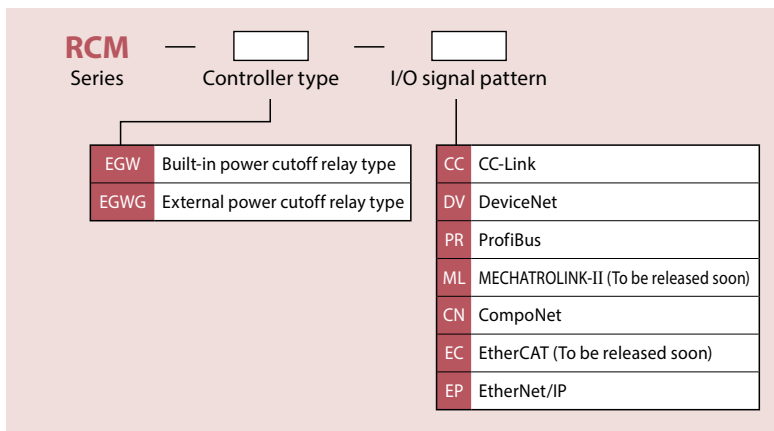 RCM — —
Series Controller type I/O signal pattern
EGW Built-in power cutoff relay type
EGWG External power cutoff relay type
CC CC-Link
DV DeviceNet
PR ProfiBus
ML MECHATROLINK-II (To be released soon)
CN CompoNet
EC EtherCAT (To be released soon)
EP EtherNet/IP